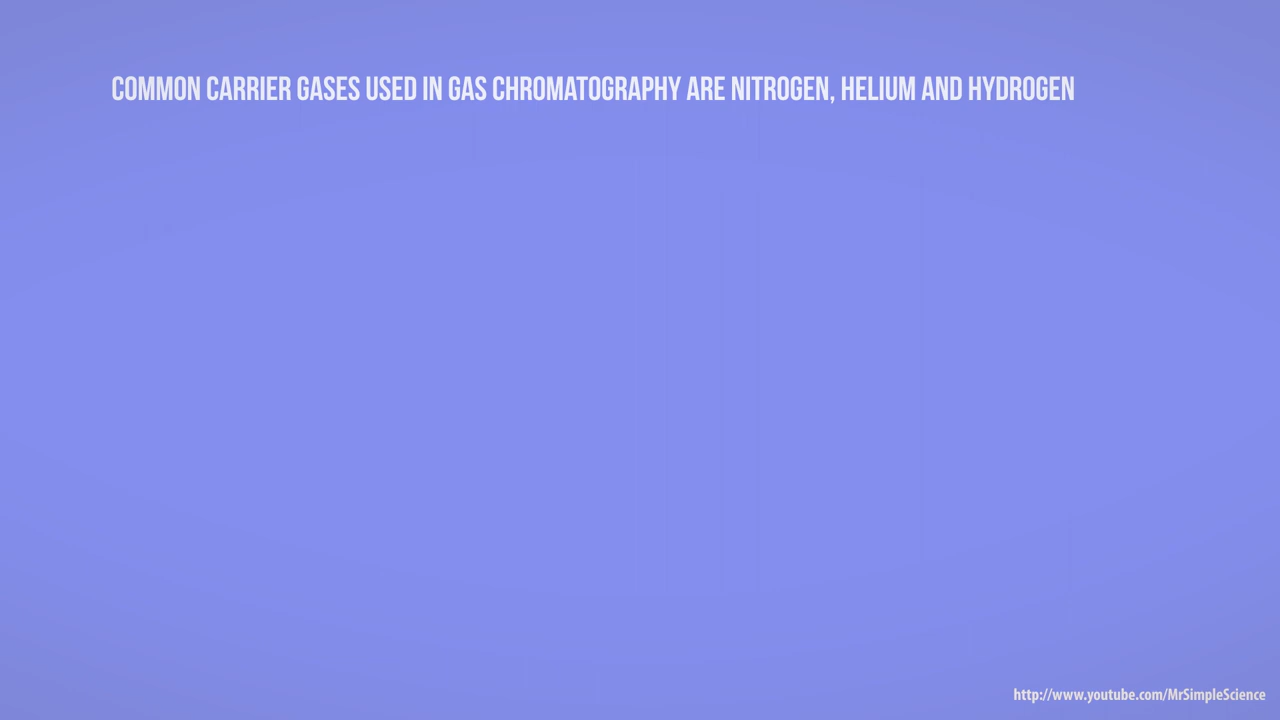 COMMON CARRIER GASES USED IN GAS CHROMATOGRAPHY ARE NITROGEN, HELIUM AND HYDROGEN
http://www.youtube.com/MrSimpleScience